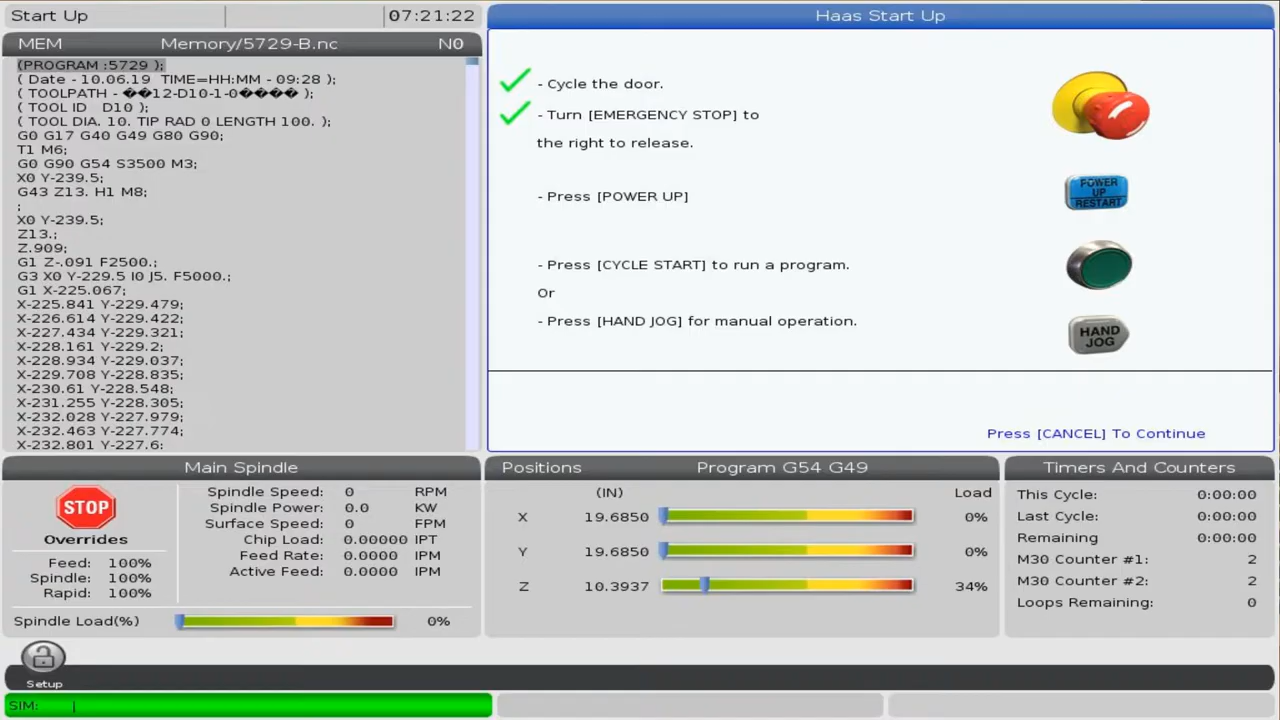 Start Up
07:21:22
MEM Memory/5729-B.nc N0
(PROGRAM :5729 );
( Date - 10.06.19 TIME=HH:MM - 09:28 );
( TOOLPATH - ��12-D10-1-0���� );
( TOOL ID D10 );
( TOOL DIA. 10. TIP RAD 0 LENGTH 100. );
G0 G17 G40 G49 G80 G90;
T1 M6;
G0 G90 G54 S3500 M3;
X0 Y-239.5;
G43 Z13. H1 M8;
;
X0 Y-239.5;
Z13.;
Z.909;
G1 Z-.091 F2500.;
G3 X0 Y-229.5 I0 J5. F5000.;
G1 X-225.067;
X-225.841 Y-229.479;
X-226.614 Y-229.422;
X-227.434 Y-229.321;
X-228.161 Y-229.2;
X-228.934 Y-229.037;
X-229.708 Y-228.835;
X-230.61 Y-228.548;
X-231.255 Y-228.305;
X-232.028 Y-227.979;
X-232.463 Y-227.774;
X-232.801 Y-227.6;
Haas Start Up
- Cycle the door.
- Turn [EMERGENCY STOP] to
the right to release.
- Press [POWER UP]
POWER
UP
RESTART
- Press [CYCLE START] to run a program.
Or
- Press [HAND JOG] for manual operation.
HAND
JOG
Press [CANCEL] To Continue
Main Spindle
STOP
Overrides
Feed: 100%
Spindle: 100%
Rapid: 100%
Spindle Speed: 0 RPM
Spindle Power: 0.0 KW
Surface Speed: 0 FPM
Chip Load: 0.00000 IPT
Feed Rate: 0.0000 IPM
Active Feed: 0.0000 IPM
Spindle Load(%) 0%
Positions Program G54 G49
(IN) Load
X 19.6850 0%
Y 19.6850 0%
Z 10.3937 34%
Timers And Counters
This Cycle: 0:00:00
Last Cycle: 0:00:00
Remaining 0:00:00
M30 Counter #1: 2
M30 Counter #2: 2
Loops Remaining: 0
Setup
SIM: